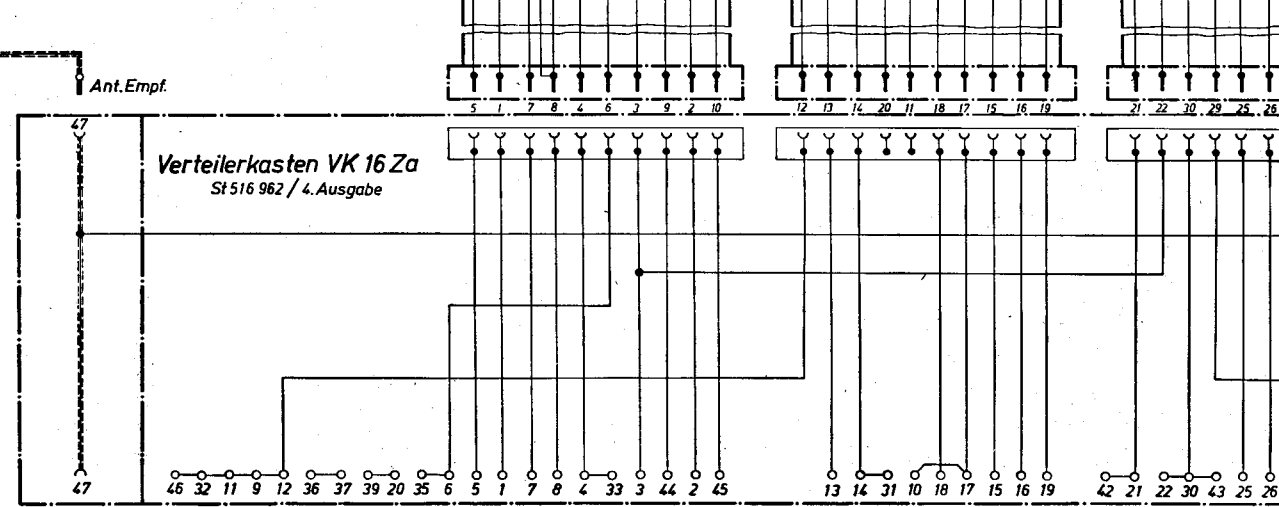 Ant.Empf.
5 1 7 8 4 6 3 9 2 10 12 13 14 20 11 18 17 15 16 19 21 22 30 29 25 26
47
Verteilerkasten VK 16 Za
St 516 962 / 4. Ausgabe
47 46 32 11 9 12 36 37 39 20 35 6 5 1 7 8 4 33 3 44 2 45 13 14 31 10 18 17 15 16 19 42 21 22 30 43 25 26